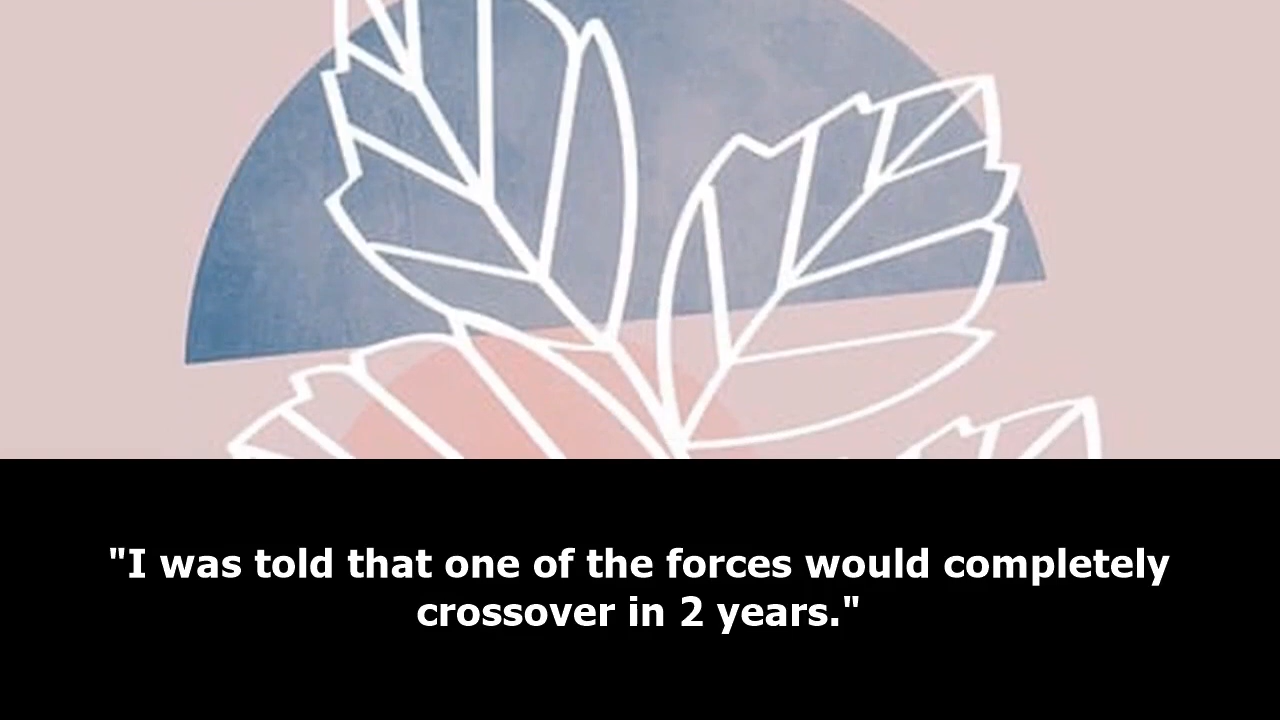 "I was told that one of the forces would completely
crossover in 2 years."